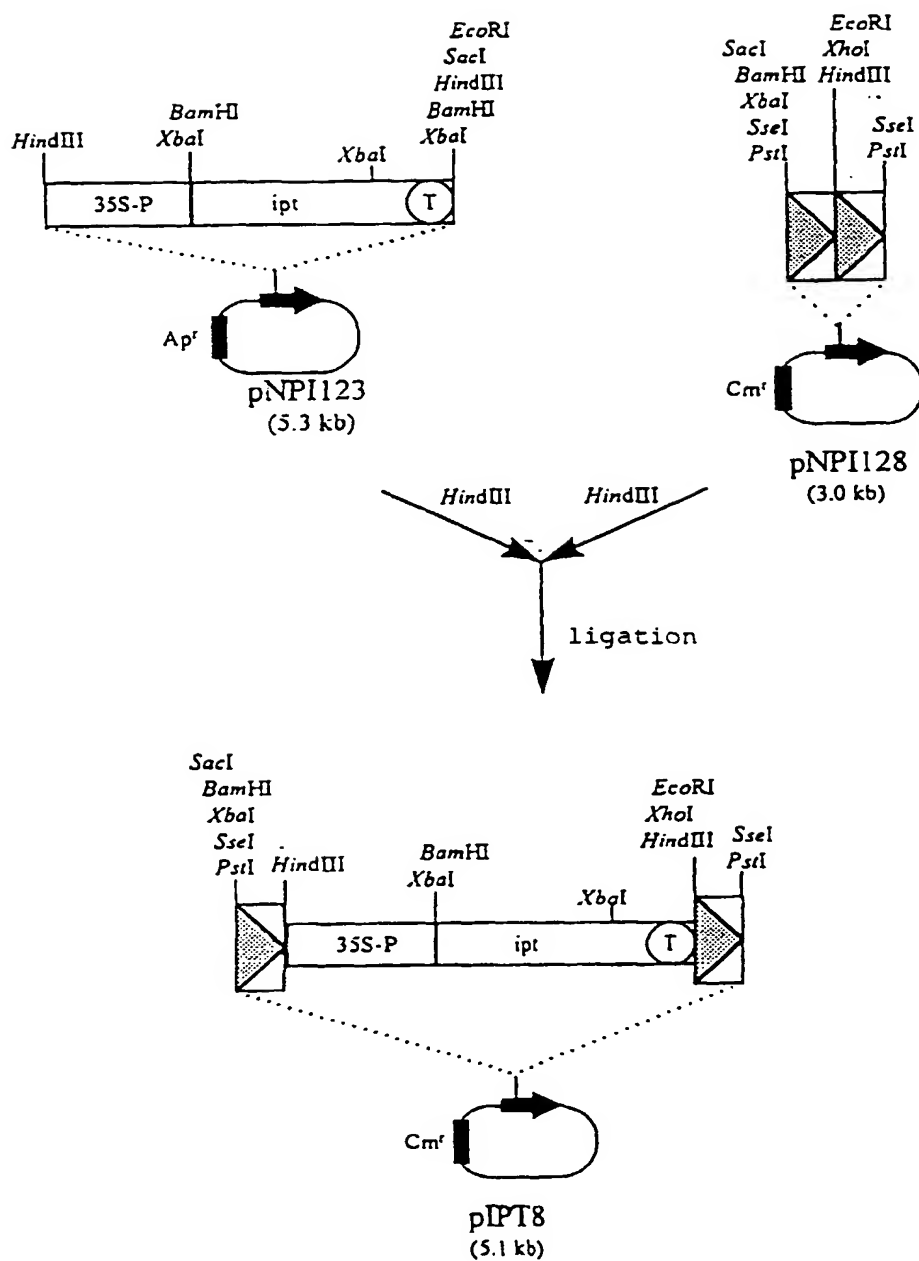 EcoRI
SacI
HindIII
BamHI
XbaI
BamHI
XbaI
HindIII
XbaI
35S-P
ipt
T
Apʳ
pNPI123
(5.3 kb)
EcoRI
XhoI
HindIII
SacI
BamHI
XbaI
SseI
PstI
SseI
PstI
Cmʳ
pNPI128
(3.0 kb)
HindIII
HindIII
ligation
SacI
BamHI
XbaI
SseI
PstI
HindIII
BamHI
XbaI
XbaI
EcoRI
XhoI
HindIII
SseI
PstI
35S-P
ipt
T
Cmʳ
pIPT8
(5.1 kb)